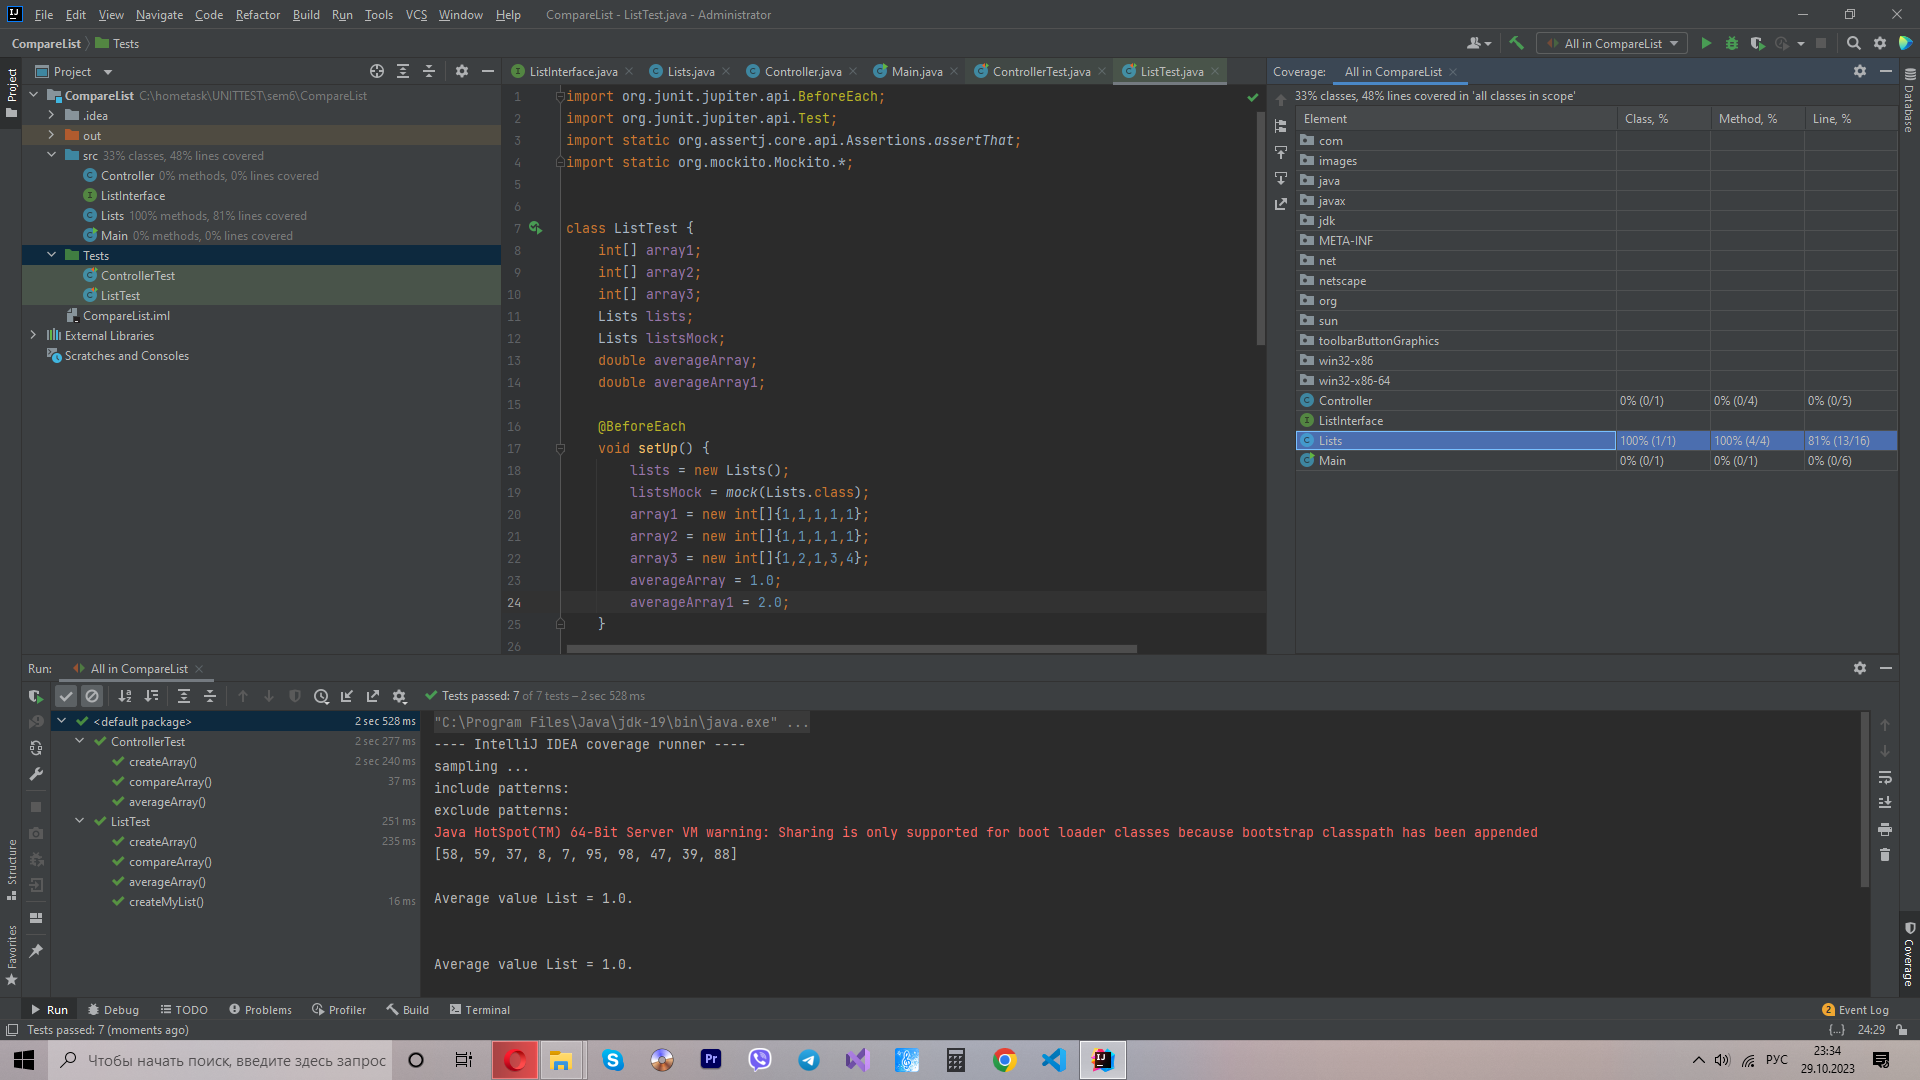 File Edit View Navigate Code Refactor Build Run Tools VCS Window Help CompareList - ListTest.java - Administrator
CompareList Tests
All in CompareList
Project
Project
CompareList C:\hometask\UNITTEST\sem6\CompareList
.idea
out
src 33% classes, 48% lines covered
Controller 0% methods, 0% lines covered
ListInterface
Lists 100% methods, 81% lines covered
Main 0% methods, 0% lines covered
Tests
ControllerTest
ListTest
CompareList.iml
External Libraries
Scratches and Consoles
Structure
Favorites
ListInterface.java Lists.java Controller.java Main.java ControllerTest.java ListTest.java
1 import org.junit.jupiter.api.BeforeEach;
2 import org.junit.jupiter.api.Test;
3 import static org.assertj.core.api.Assertions.assertThat;
4 import static org.mockito.Mockito.*;
5
6
7 class ListTest {
8 int[] array1;
9 int[] array2;
10 int[] array3;
11 Lists lists;
12 Lists listsMock;
13 double averageArray;
14 double averageArray1;
15
16 @BeforeEach
17 void setUp() {
18 lists = new Lists();
19 listsMock = mock(Lists.class);
20 array1 = new int[]{1,1,1,1,1};
21 array2 = new int[]{1,1,1,1,1};
22 array3 = new int[]{1,2,1,3,4};
23 averageArray = 1.0;
24 averageArray1 = 2.0;
25 }
26
Coverage: All in CompareList
33% classes, 48% lines covered in 'all classes in scope'
Element Class, % Method, % Line, %
com
images
java
javax
jdk
META-INF
net
netscape
org
sun
toolbarButtonGraphics
win32-x86
win32-x86-64
Controller 0% (0/1) 0% (0/4) 0% (0/5)
ListInterface
Lists 100% (1/1) 100% (4/4) 81% (13/16)
Main 0% (0/1) 0% (0/1) 0% (0/6)
Database
Coverage
Run: All in CompareList
Tests passed: 7 of 7 tests – 2 sec 528 ms
<default package> 2 sec 528 ms
ControllerTest 2 sec 277 ms
createArray() 2 sec 240 ms
compareArray() 37 ms
averageArray()
ListTest 251 ms
createArray() 235 ms
compareArray()
averageArray()
createMyList() 16 ms
"C:\Program Files\Java\jdk-19\bin\java.exe" ...
---- IntelliJ IDEA coverage runner ----
sampling ...
include patterns:
exclude patterns:
Java HotSpot(TM) 64-Bit Server VM warning: Sharing is only supported for boot loader classes because bootstrap classpath has been appended
[58, 59, 37, 8, 7, 95, 98, 47, 39, 88]
Average value List = 1.0.
Average value List = 1.0.
Run Debug TODO Problems Profiler Build Terminal 2 Event Log
Tests passed: 7 (moments ago) {...} 24:29
Чтобы начать поиск, введите здесь запрос
Pr
РУС
23:34
29.10.2023